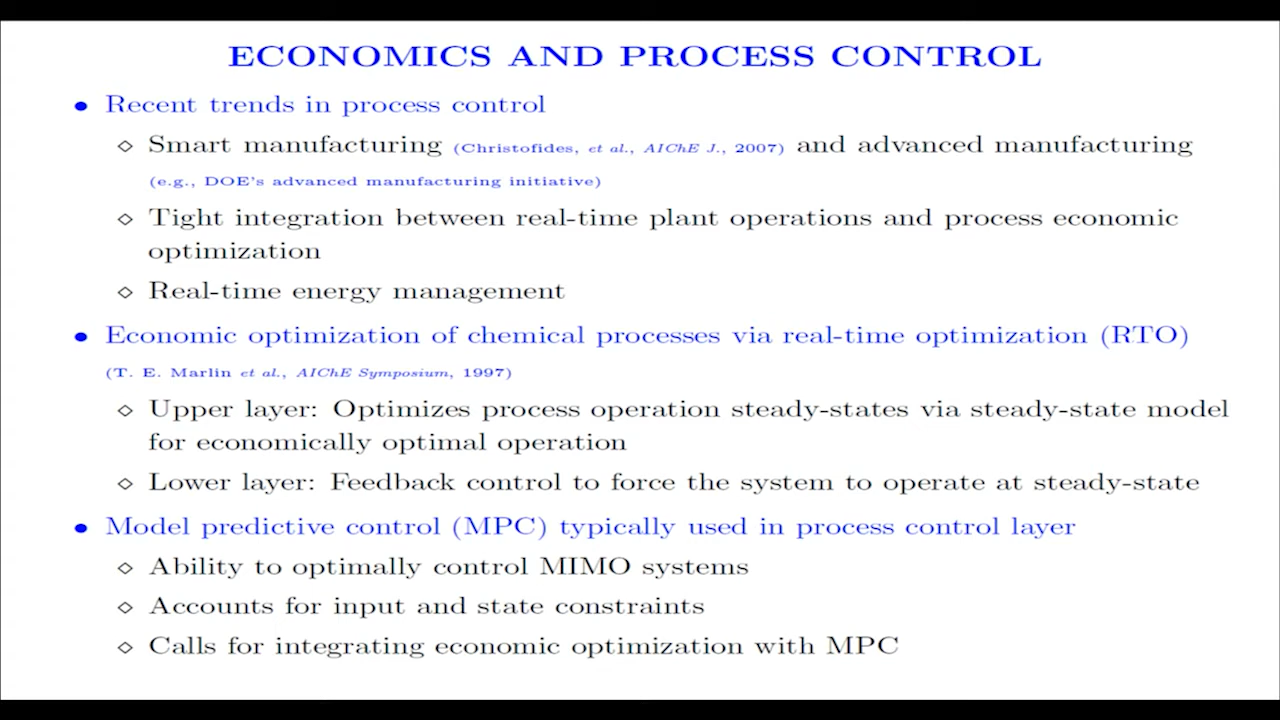 ECONOMICS AND PROCESS CONTROL
• Recent trends in process control
⋄ Smart manufacturing (Christofides, et al., AIChE J., 2007) and advanced manufacturing
(e.g., DOE's advanced manufacturing initiative)
⋄ Tight integration between real-time plant operations and process economic
optimization
⋄ Real-time energy management
• Economic optimization of chemical processes via real-time optimization (RTO)
(T. E. Marlin et al., AIChE Symposium, 1997)
⋄ Upper layer: Optimizes process operation steady-states via steady-state model
for economically optimal operation
⋄ Lower layer: Feedback control to force the system to operate at steady-state
• Model predictive control (MPC) typically used in process control layer
⋄ Ability to optimally control MIMO systems
⋄ Accounts for input and state constraints
⋄ Calls for integrating economic optimization with MPC